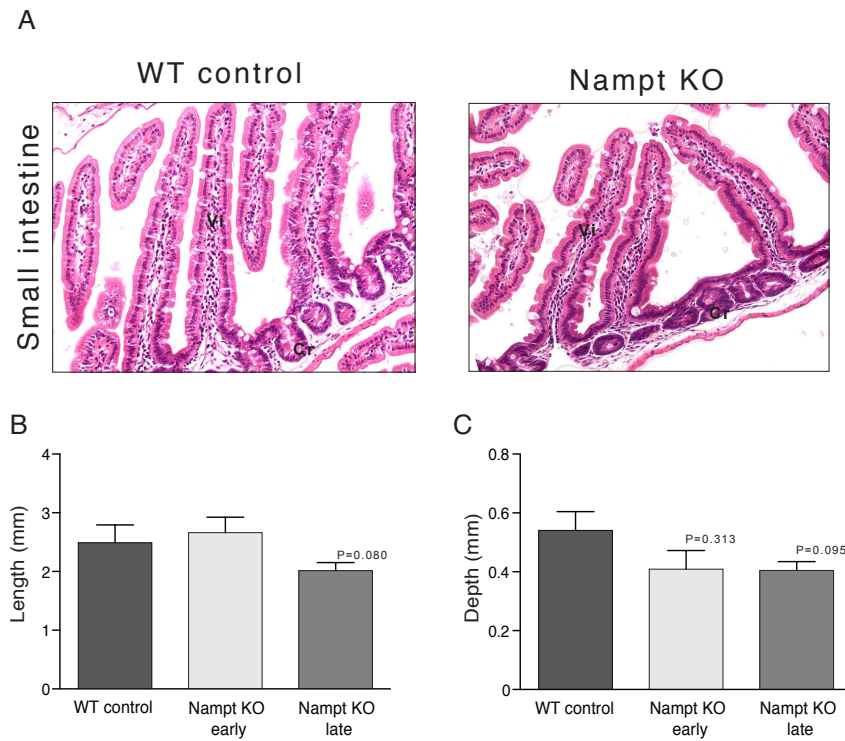 A
WT control
Nampt KO
Small intestine
Vi
Cr
Vi
Cr
B
Length (mm)
4
3
2
1
0
P=0.080
WT control
Nampt KO
early
Nampt KO
late
C
Depth (mm)
0.8
0.6
0.4
0.2
0
P=0.313
P=0.095
WT control
Nampt KO
early
Nampt KO
late